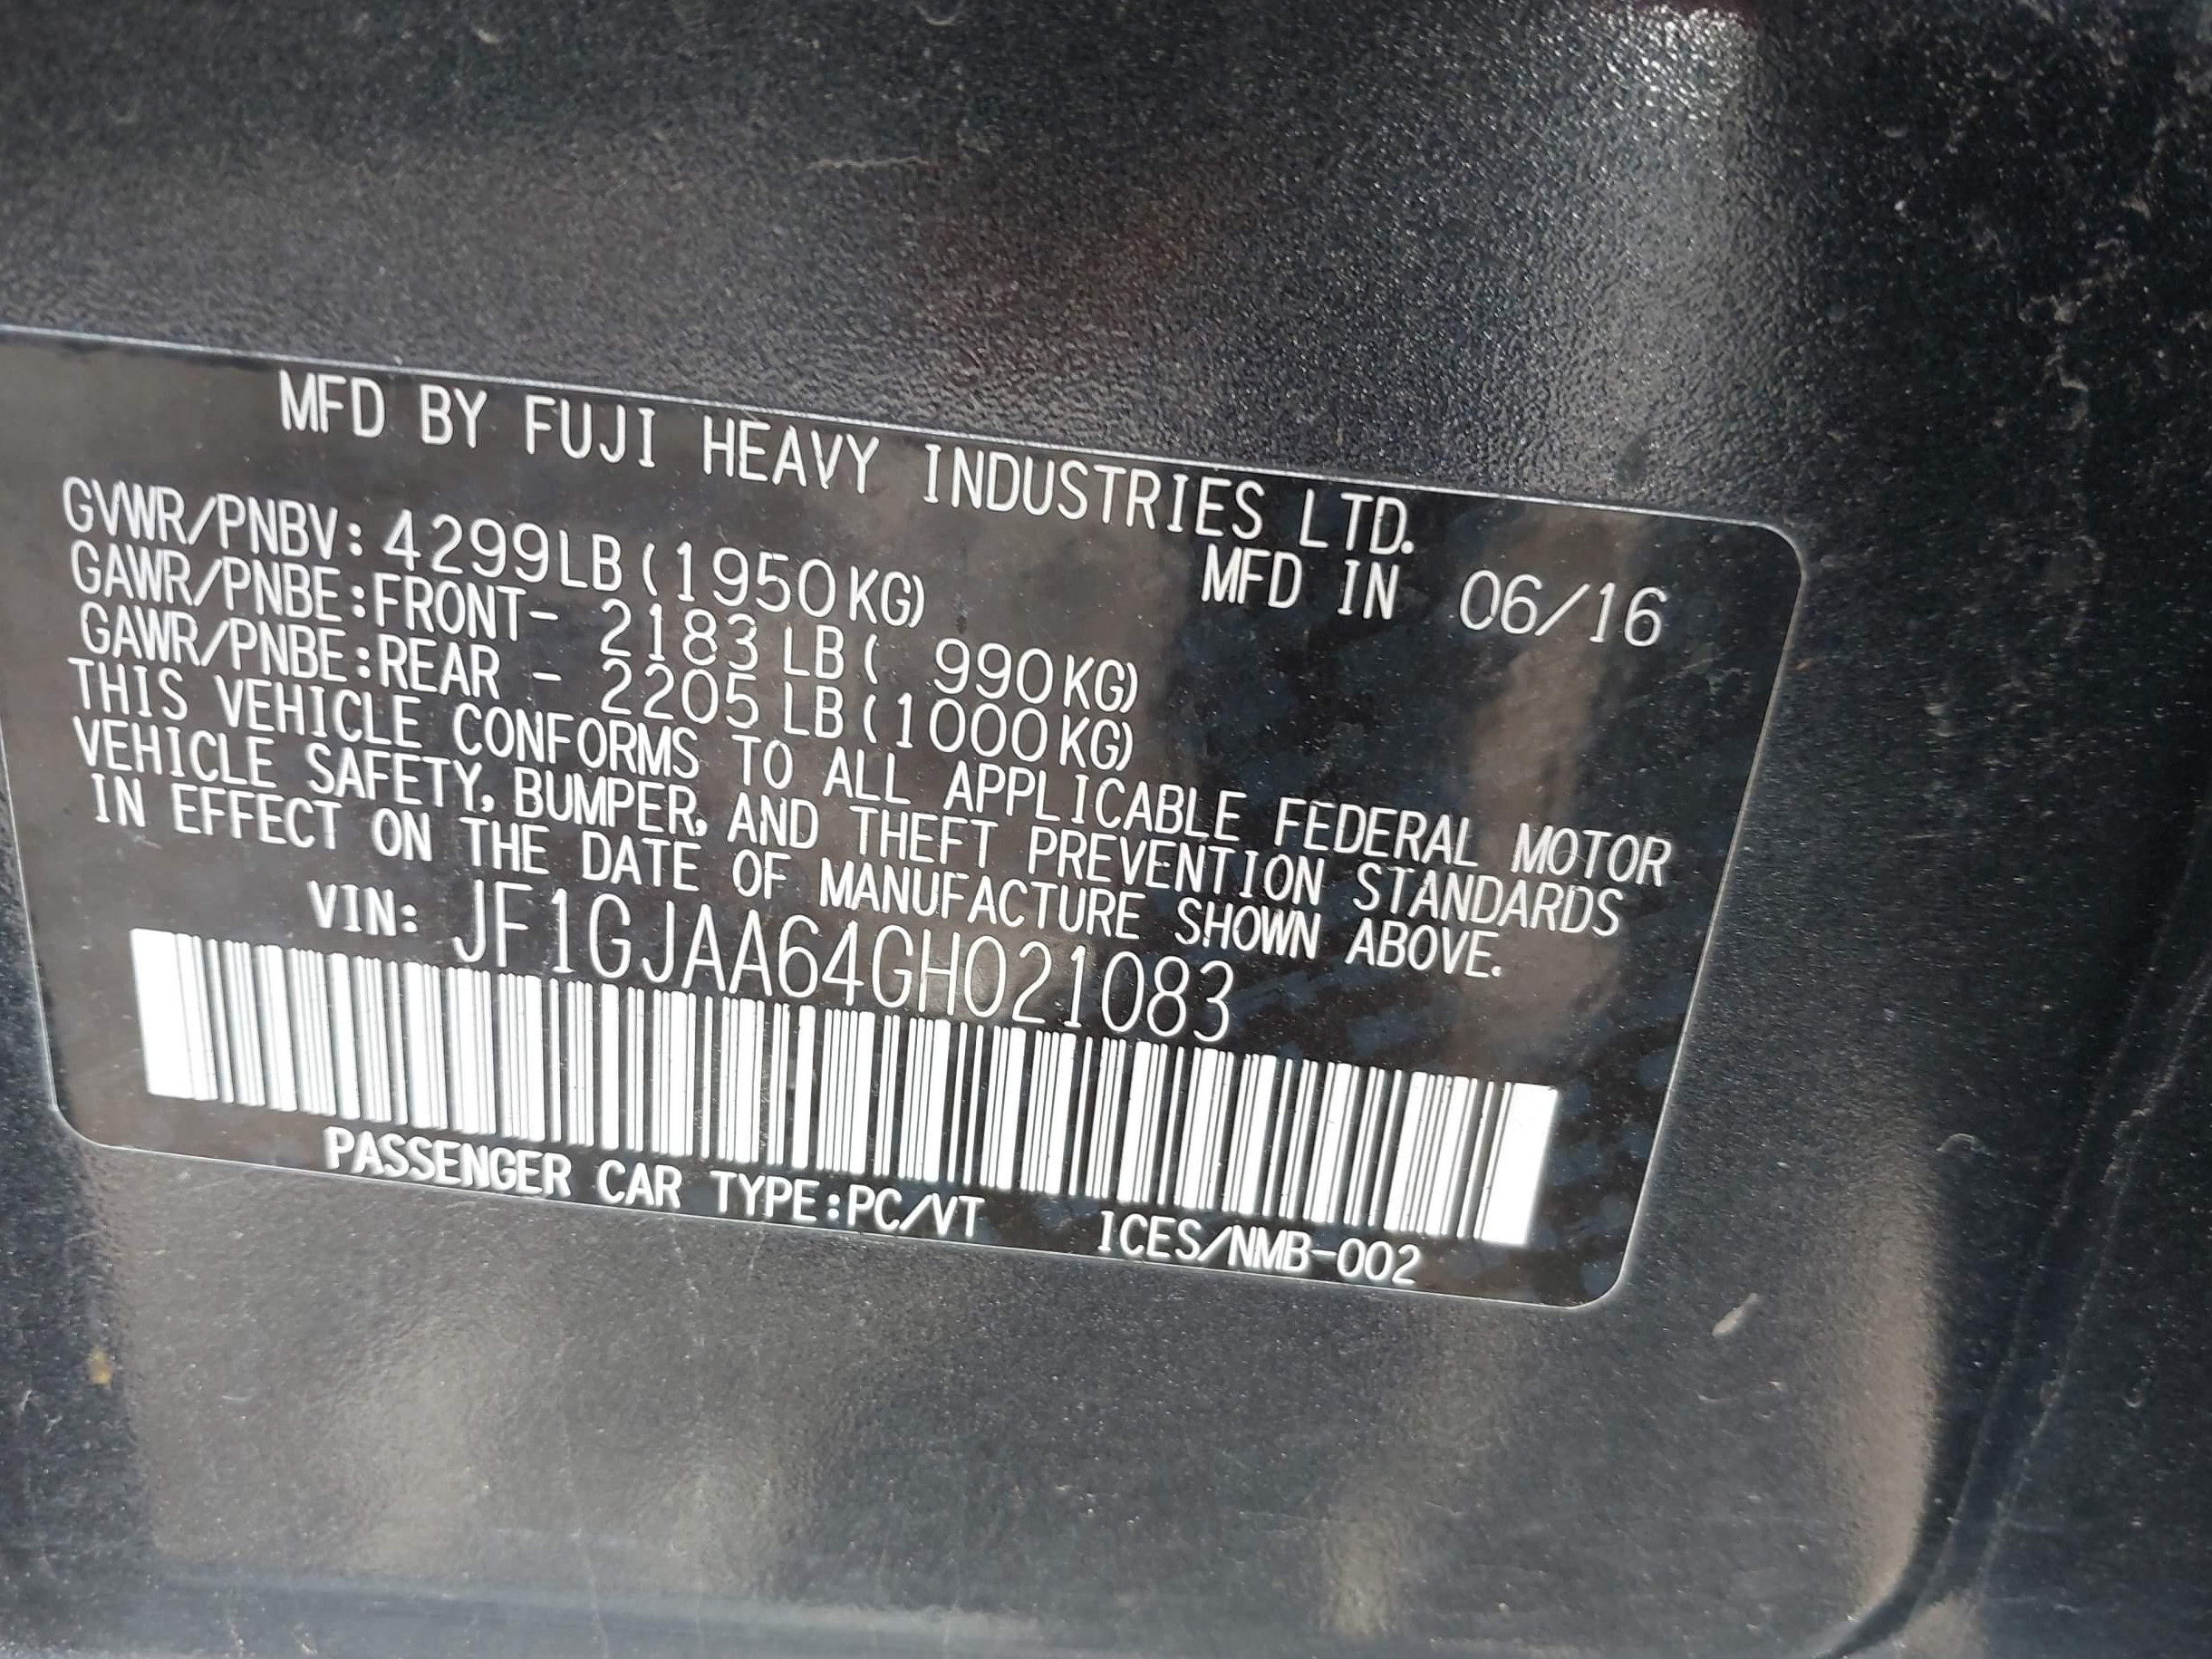 MFD BY FUJI HEAVY INDUSTRIES LTD.
GVWR/PNBV:4299LB(1950KG) MFD IN 06/16
GAWR/PNBE:FRONT- 2183LB( 990KG)
GAWR/PNBE:REAR - 2205LB(1000KG)
THIS VEHICLE CONFORMS TO ALL APPLICABLE FEDERAL MOTOR
VEHICLE SAFETY, BUMPER, AND THEFT PREVENTION STANDARDS
IN EFFECT ON THE DATE OF MANUFACTURE SHOWN ABOVE.
VIN: JF1GJAA64GH021083
PASSENGER CAR TYPE:PC/VT ICES/NMB-002